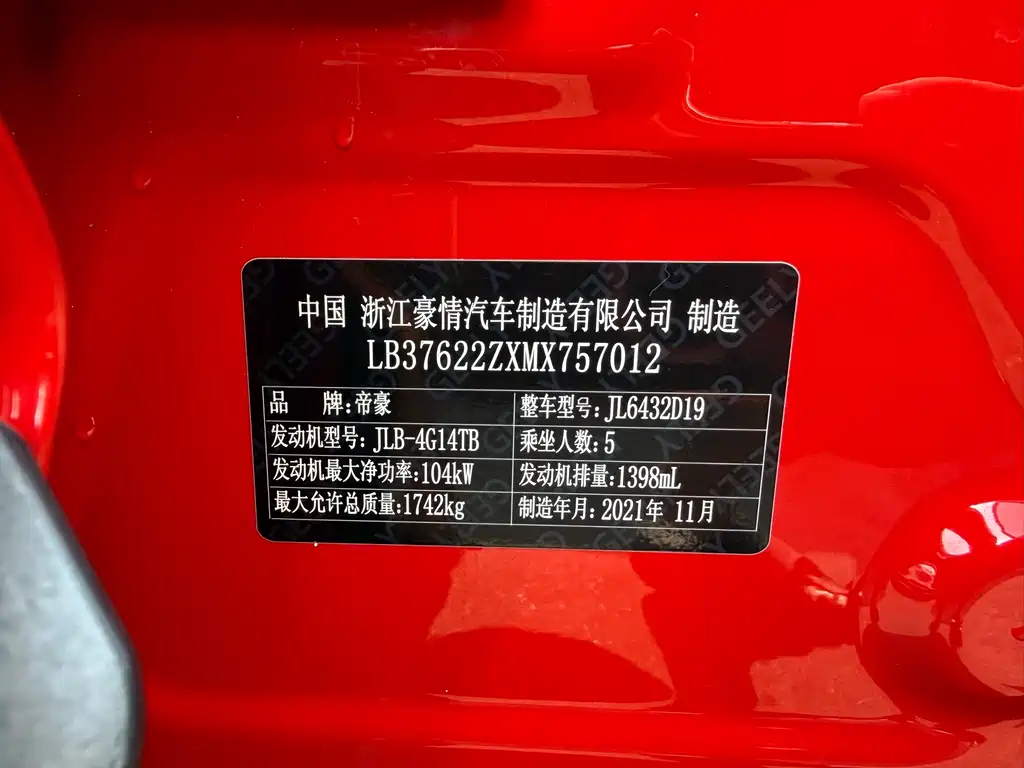 中国 浙江豪情汽车制造有限公司 制造
LB37622ZXMX757012
品 牌:帝豪 整车型号:JL6432D19
发动机型号:JLB-4G14TB 乘坐人数:5
发动机最大净功率:104kW 发动机排量:1398mL
最大允许总质量:1742kg 制造年月:2021年 11月
GEELY